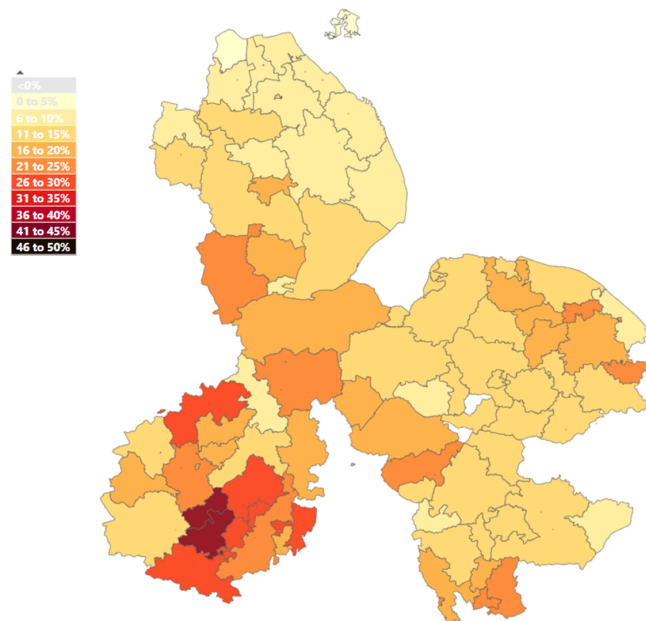 <0%
0 to 5%
6 to 10%
11 to 15%
16 to 20%
21 to 25%
26 to 30%
31 to 35%
36 to 40%
41 to 45%
46 to 50%